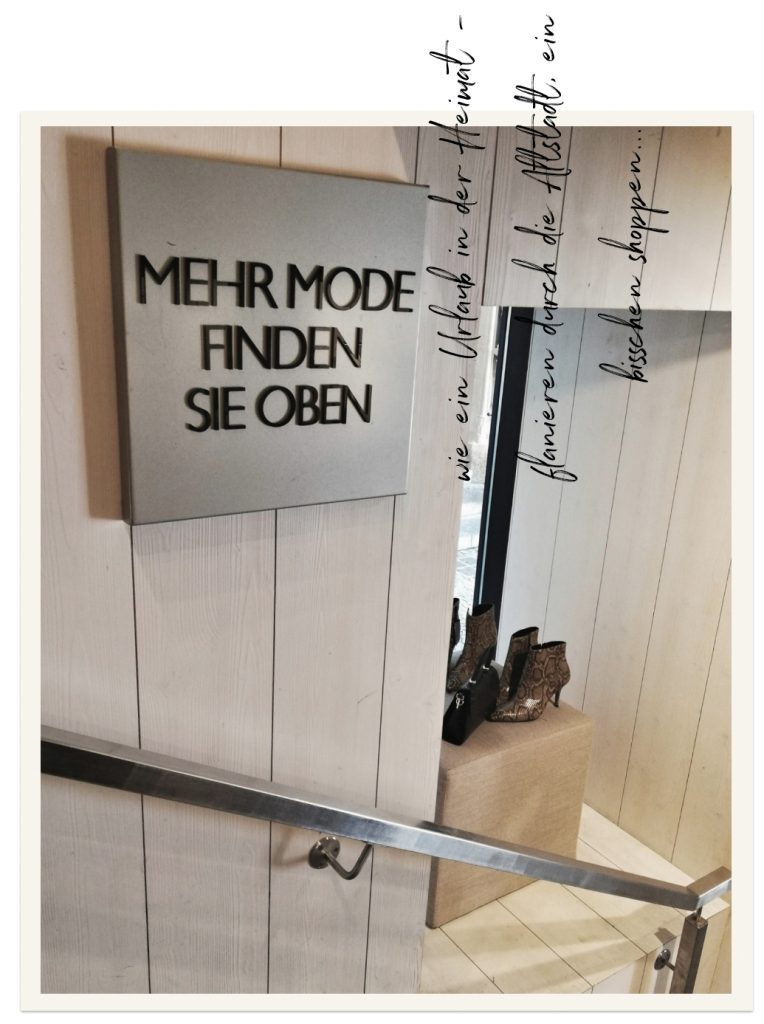 MEHR MODE
FINDEN
SIE OBEN
wie ein Urlaub in der Heimat -
flanieren durch die Altstadt, ein
bisschen shoppen...